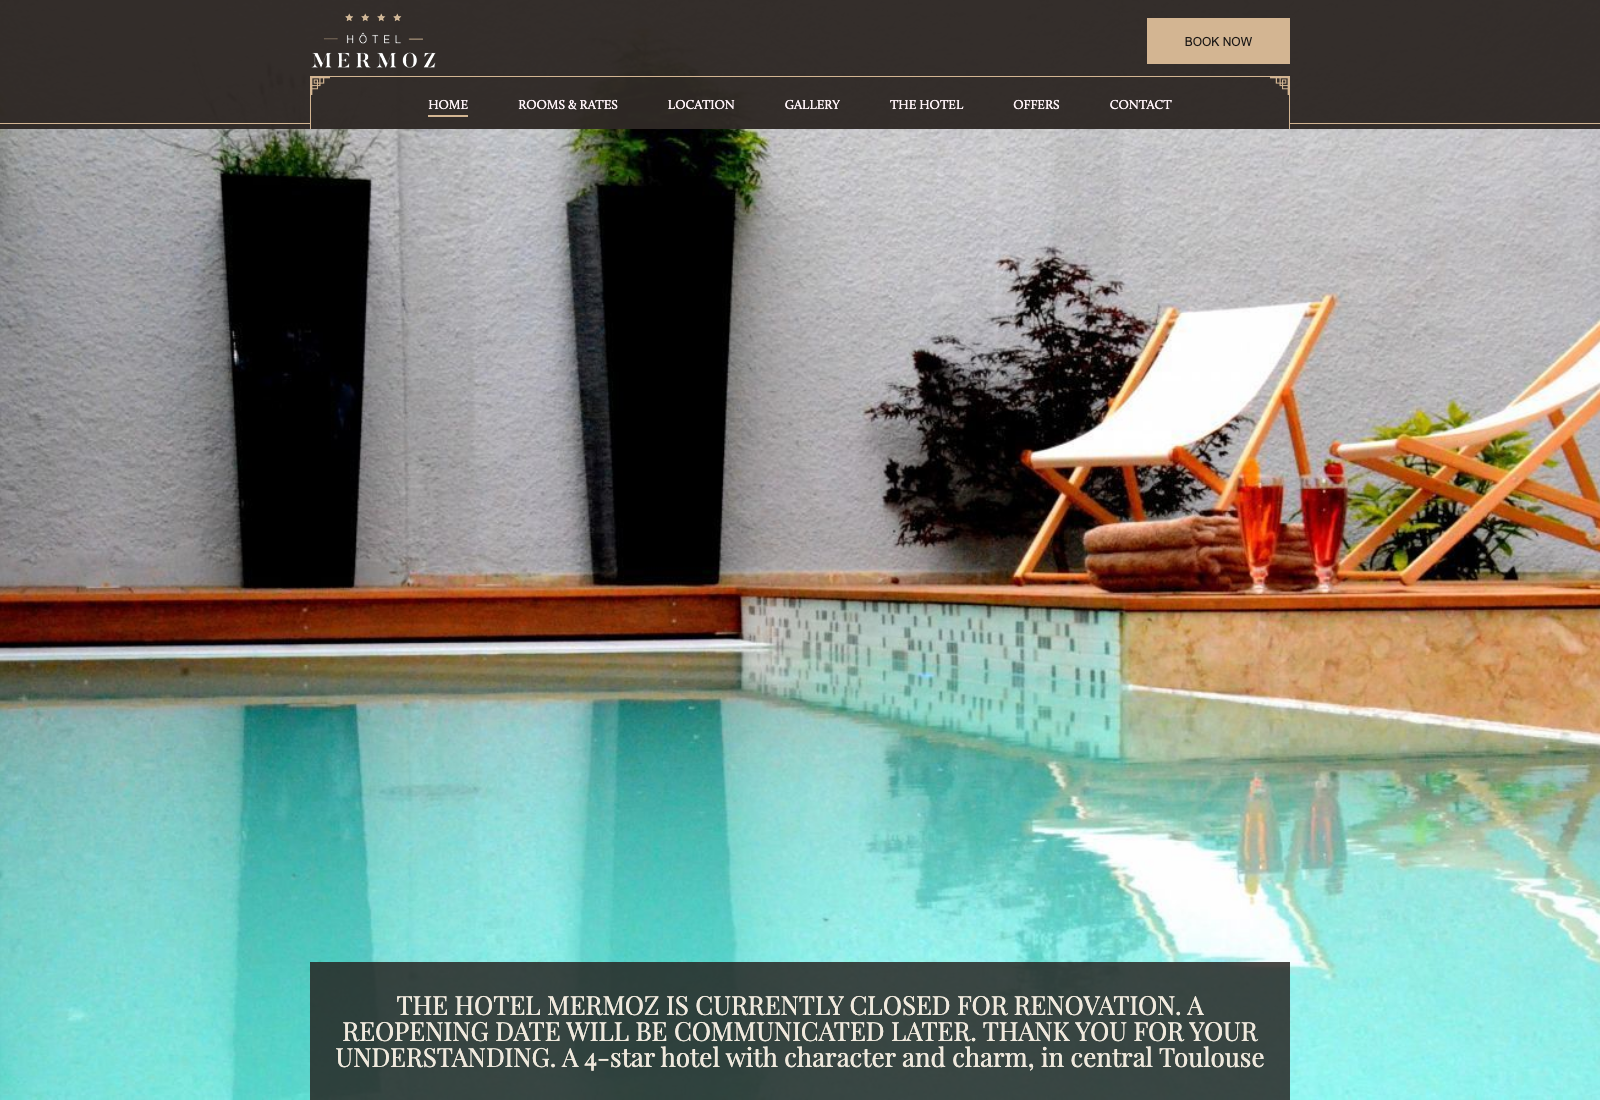 HÔTEL
MERMOZ
BOOK NOW
HOME ROOMS & RATES LOCATION GALLERY THE HOTEL OFFERS CONTACT
THE HOTEL MERMOZ IS CURRENTLY CLOSED FOR RENOVATION. A
REOPENING DATE WILL BE COMMUNICATED LATER. THANK YOU FOR YOUR
UNDERSTANDING. A 4-star hotel with character and charm, in central Toulouse